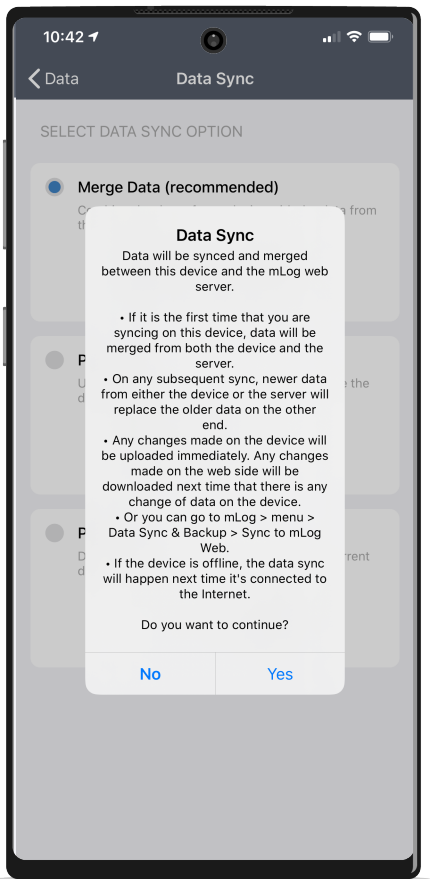 10:42
Data
Data Sync
SELECT DATA SYNC OPTION
Merge Data (recommended)
from
Data Sync
Data will be synced and merged
between this device and the mLog web
server.
• If it is the first time that you are
syncing on this device, data will be
merged from both the device and the
server.
• On any subsequent sync, newer data
from either the device or the server will
replace the older data on the other
end.
• Any changes made on the device will
be uploaded immediately. Any changes
made on the web side will be
downloaded next time that there is any
change of data on the device.
• Or you can go to mLog > menu >
Data Sync & Backup > Sync to mLog
Web.
• If the device is offline, the data sync
will happen next time it's connected to
the Internet.
Do you want to continue?
No
Yes